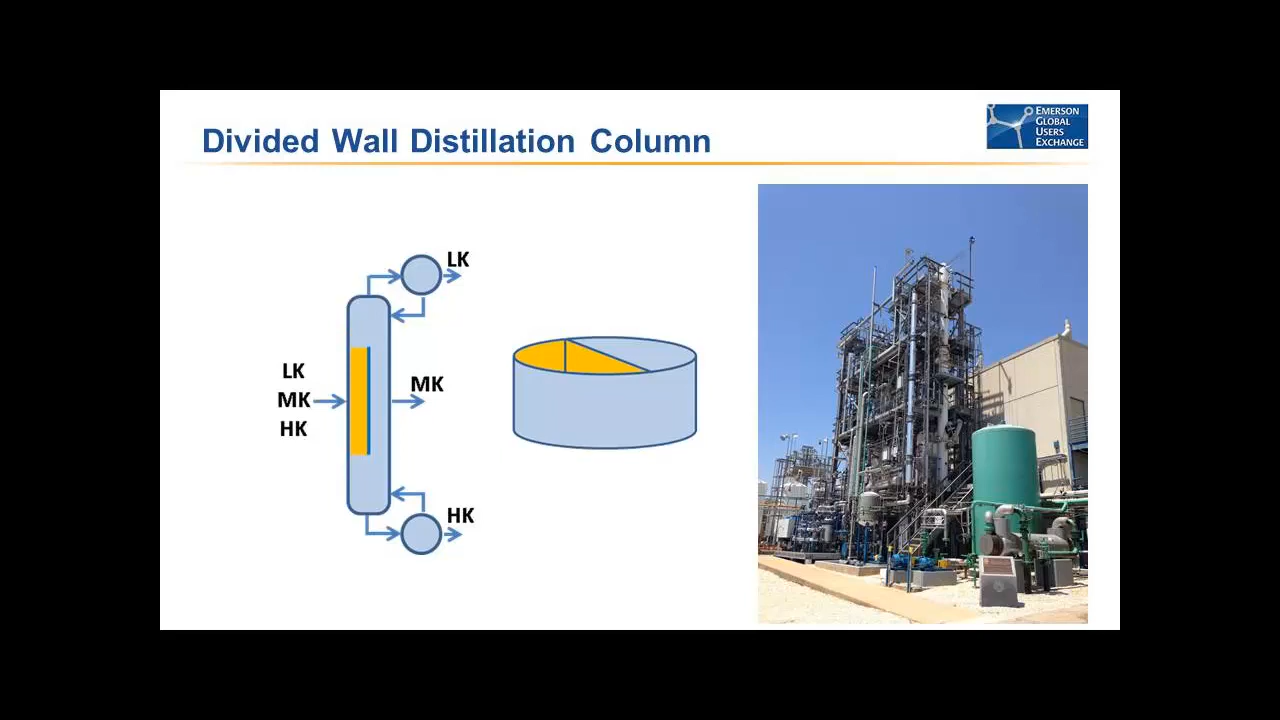 Divided Wall Distillation Column
EMERSON
GLOBAL
USERS
EXCHANGE
LK
LK
MK
HK
MK
HK